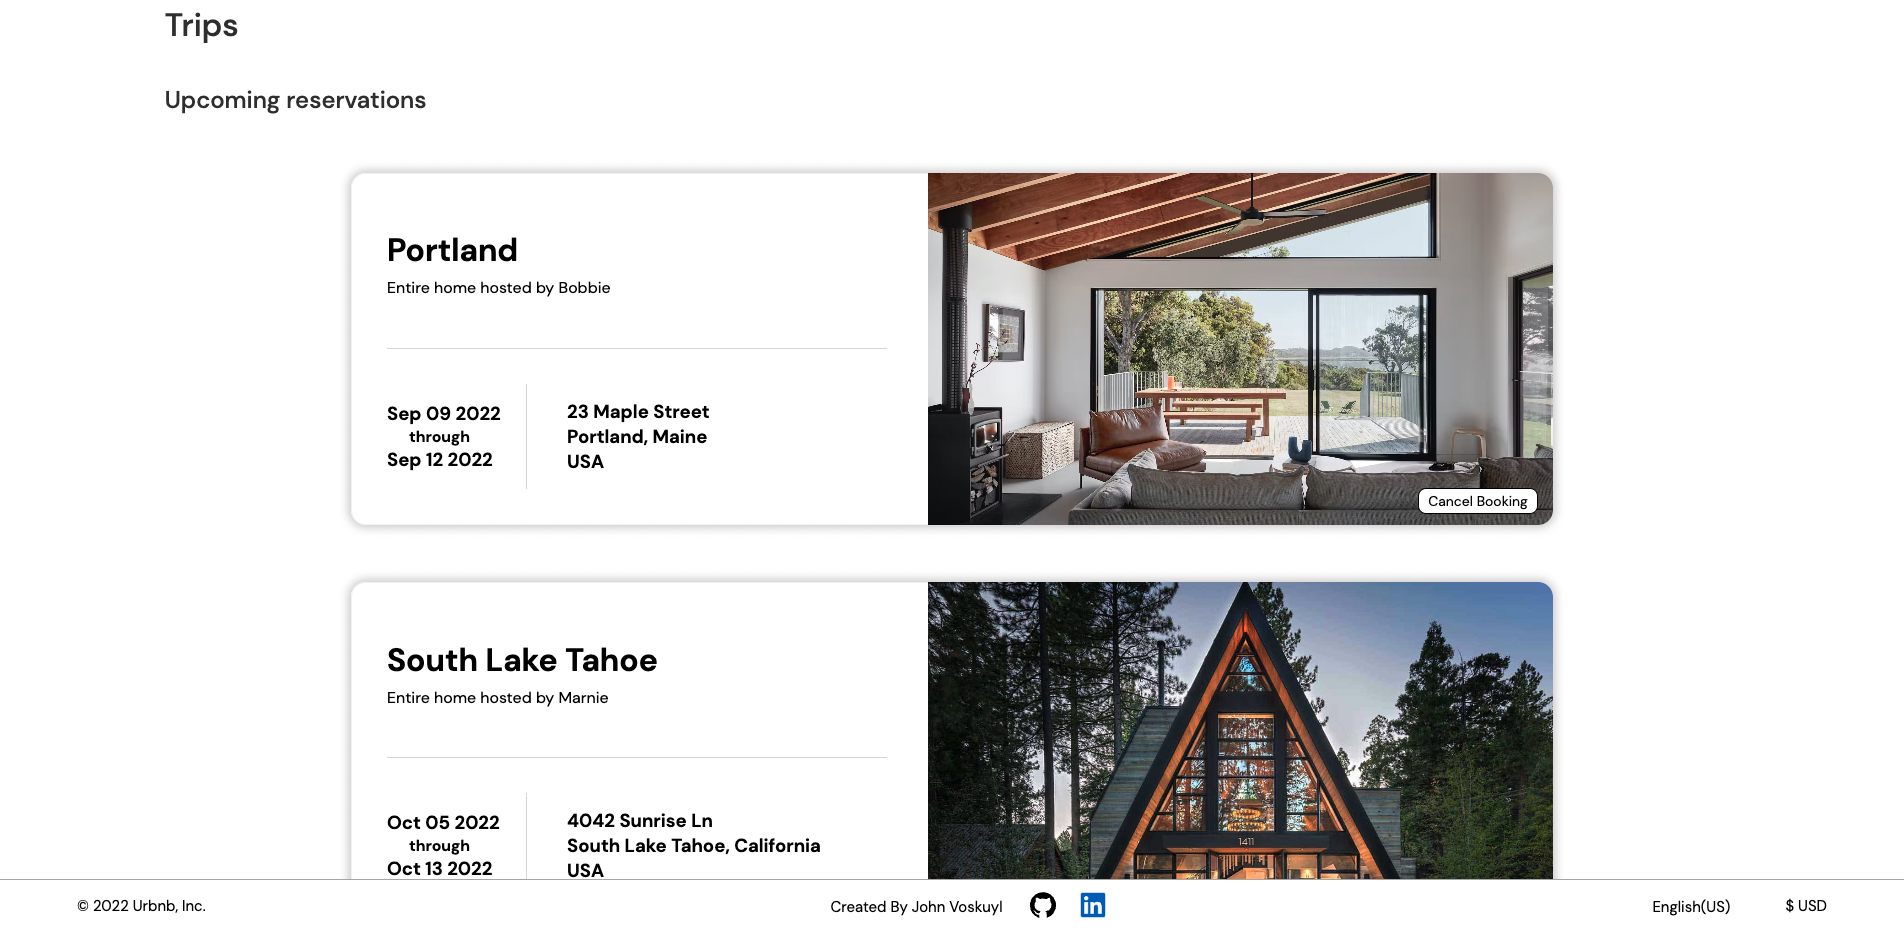 Trips
Upcoming reservations
Portland
Entire home hosted by Bobbie
Sep 09 2022
through
Sep 12 2022
23 Maple Street
Portland, Maine
USA
Cancel Booking
South Lake Tahoe
Entire home hosted by Marnie
Oct 05 2022
through
Oct 13 2022
4042 Sunrise Ln
South Lake Tahoe, California
USA
1411
© 2022 Urbnb, Inc.
Created By John Voskuyl
in
English(US)
$ USD